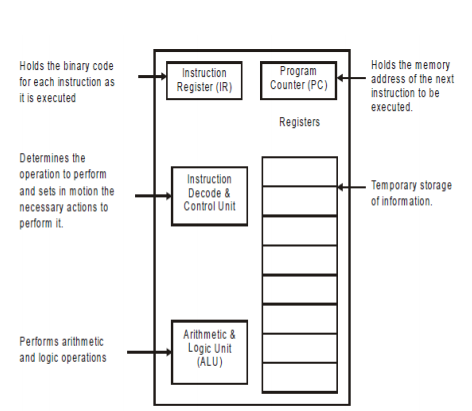 Holds the binary code
for each instruction as
it is executed
Instruction
Register (IR)
Program
Counter (PC)
Holds the memory
address of the next
instruction to be
executed.
Registers
Determines the
operation to perform
and sets in motion the
necessary actions to
perform it.
Instruction
Decode &
Control Unit
Temporary storage
of information.
Performs arithmetic
and logic operations
Arithmetic &
Logic Unit
(ALU)